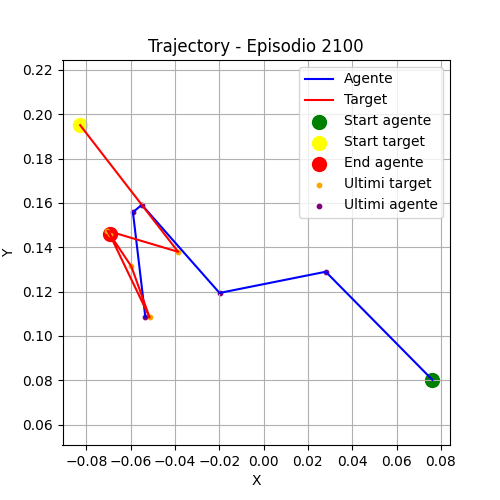 Trajectory - Episodio 2100
Agente
Target
Start agente
Start target
End agente
Ultimi target
Ultimi agente
0.22
0.20
0.18
0.16
0.14
0.12
0.10
0.08
0.06
Y
−0.08 −0.06 −0.04 −0.02 0.00 0.02 0.04 0.06 0.08
X